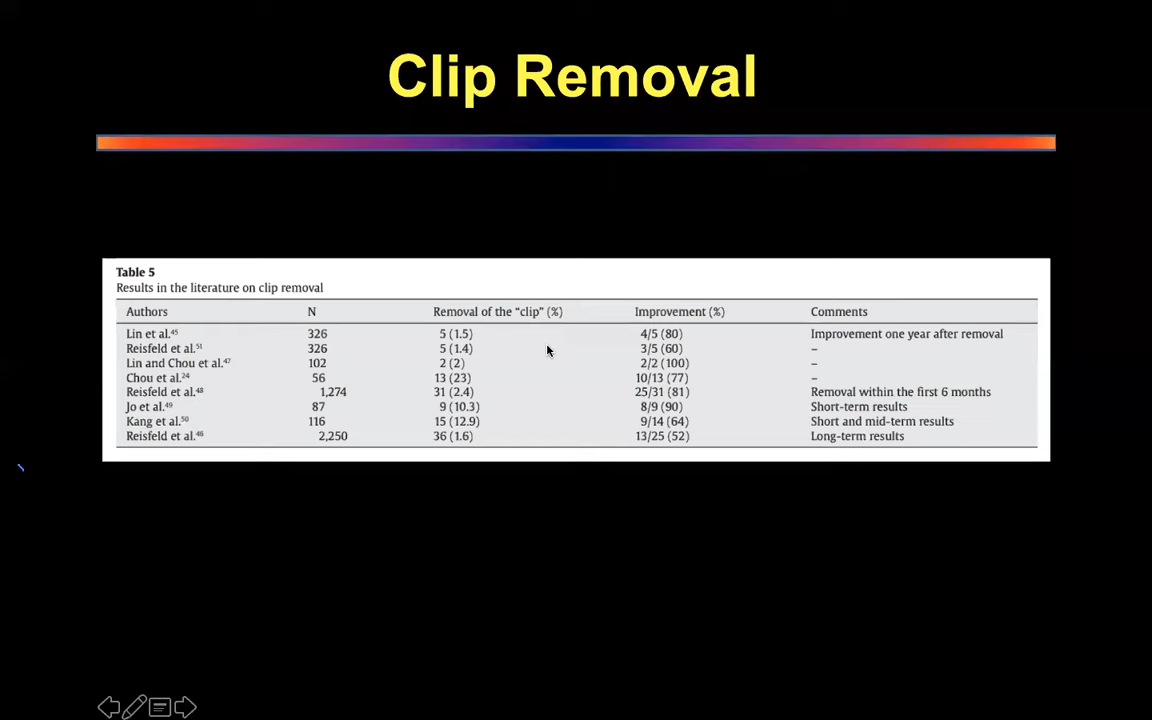 Clip Removal
Table 5
Results in the literature on clip removal
Authors N Removal of the "clip" (%) Improvement (%) Comments
Lin et al.45 326 5 (1.5) 4/5 (80) Improvement one year after removal
Reisfeld et al.51 326 5 (1.4) 3/5 (60) –
Lin and Chou et al.47 102 2 (2) 2/2 (100) –
Chou et al.24 56 13 (23) 10/13 (77) –
Reisfeld et al.48 1,274 31 (2.4) 25/31 (81) Removal within the first 6 months
Jo et al.49 87 9 (10.3) 8/9 (90) Short-term results
Kang et al.50 116 15 (12.9) 9/14 (64) Short and mid-term results
Reisfeld et al.46 2,250 36 (1.6) 13/25 (52) Long-term results